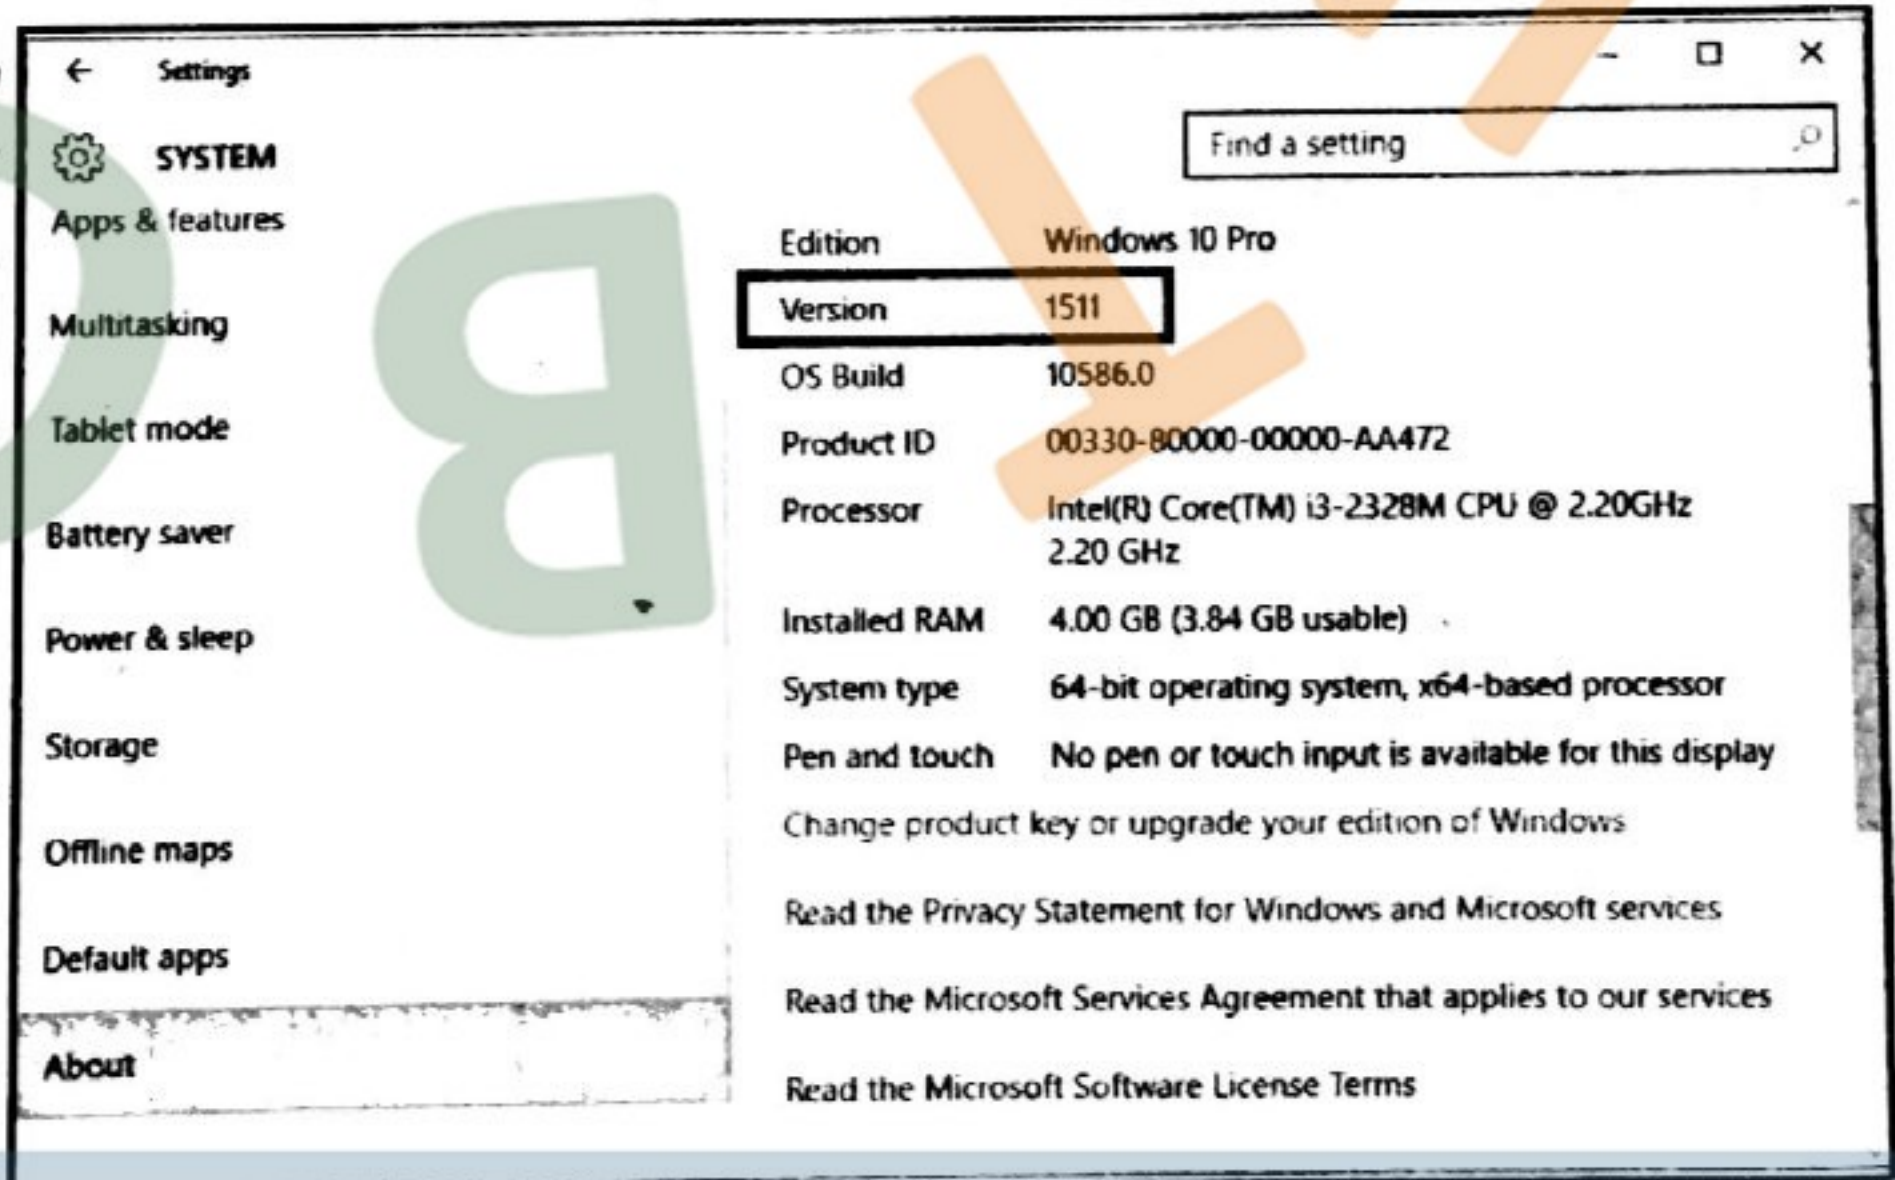 Settings
SYSTEM
Find a setting
Apps & features
Multitasking
Tablet mode
Battery saver
Power & sleep
Storage
Offline maps
Default apps
About
Edition Windows 10 Pro
Version 1511
OS Build 10586.0
Product ID 00330-80000-00000-AA472
Processor Intel(R) Core(TM) i3-2328M CPU @ 2.20GHz
2.20 GHz
Installed RAM 4.00 GB (3.84 GB usable)
System type 64-bit operating system, x64-based processor
Pen and touch No pen or touch input is available for this display
Change product key or upgrade your edition of Windows
Read the Privacy Statement for Windows and Microsoft services
Read the Microsoft Services Agreement that applies to our services
Read the Microsoft Software License Terms